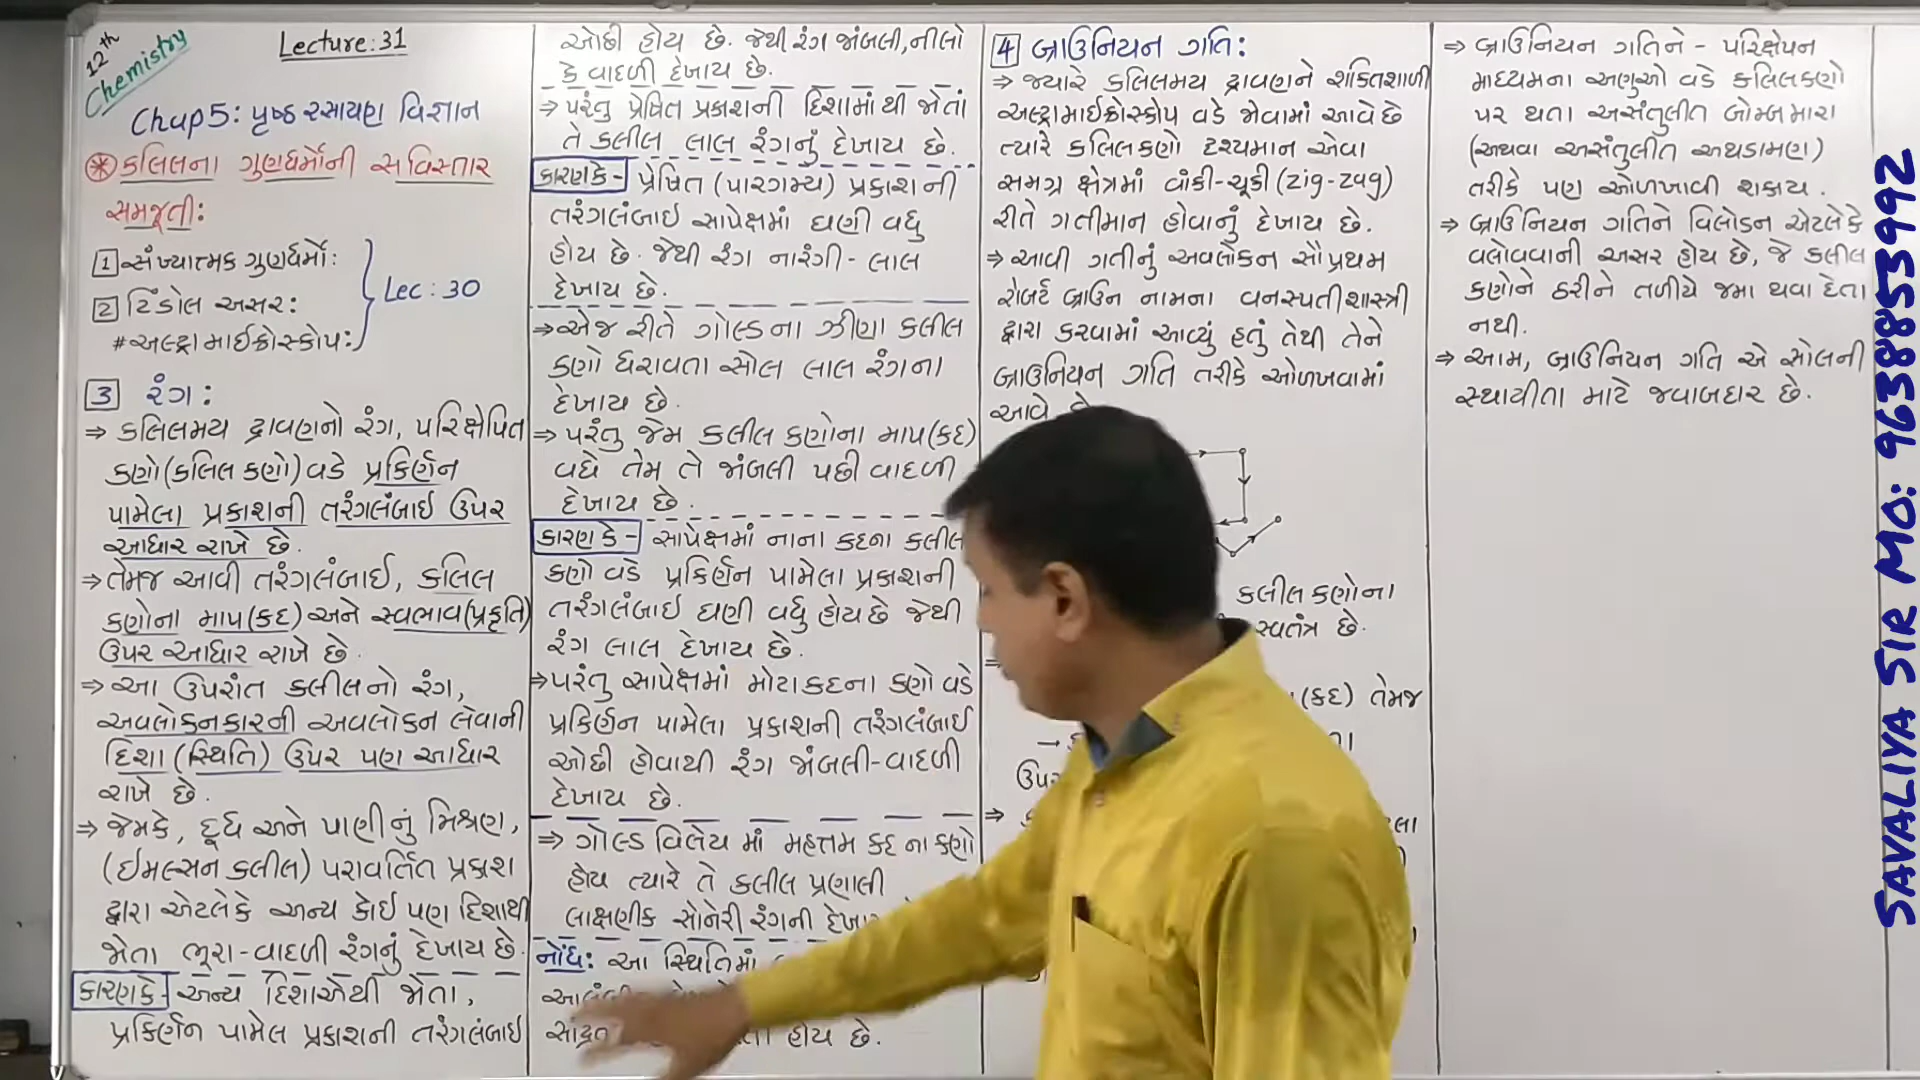 12th
Chemistry
Lecture: 31
Chap 5: પૃષ્ઠ રસાયણ વિજ્ઞાન
* કલિલના ગુણધર્મોની સવિસ્તાર
સમજૂતી:
1 સંખ્યાત્મક ગુણધર્મો:
2 ટિંડોલ અસર:
# અલ્ટ્રામાઈક્રોસ્કોપ:
Lec: 30
3 રંગ:
⇒ કલિલમય દ્રાવણનો રંગ, પરિક્ષેપિત
કણો(કલિલ કણો) વડે પ્રકિર્ણન
પામેલા પ્રકાશની તરંગલંબાઈ ઉપર
આધાર રાખે છે.
⇒ તેમજ આવી તરંગલંબાઈ, કલિલ
કણોના માપ(કદ) અને સ્વભાવ(પ્રકૃતિ)
ઉપર આધાર રાખે છે.
⇒ આ ઉપરાંત કલીલનો રંગ,
અવલોકનકારની અવલોકન લેવાની
દિશા (સ્થિતિ) ઉપર પણ આધાર
રાખે છે.
⇒ જેમકે, દૂધ અને પાણીનું મિશ્રણ,
(ઈમલ્સન કલીલ) પરાવર્તિત પ્રકાશ
દ્વારા એટલેકે અન્ય કોઈ પણ દિશાથી
જોતા ભૂરા-વાદળી રંગનું દેખાય છે.
કારણકે- અન્ય દિશાએથી જોતા,
પ્રકિર્ણન પામેલ પ્રકાશની તરંગલંબાઈ
ઓછી હોય છે. જેથી રંગ જાંબલી,નીલો
કે વાદળી દેખાય છે.
⇒ પરંતુ પ્રેષિત પ્રકાશની દિશામાંથી જોતાં
તે કલીલ લાલ રંગનું દેખાય છે.
કારણકે- પ્રેષિત (પારગમ્ય) પ્રકાશની
તરંગલંબાઈ સાપેક્ષમાં ઘણી વધુ
હોય છે. જેથી રંગ નારંગી-લાલ
દેખાય છે.
⇒ એજ રીતે ગોલ્ડના ઝીણા કલીલ
કણો ધરાવતા સોલ લાલ રંગના
દેખાય છે.
⇒ પરંતુ જેમ કલીલ કણોના માપ(કદ)
વધે તેમ તે જાંબલી પછી વાદળી
દેખાય છે.
કારણકે- સાપેક્ષમાં નાના કદના કલીલ
કણો વડે પ્રકિર્ણન પામેલા પ્રકાશની
તરંગલંબાઈ ઘણી વધુ હોય છે જેથી
રંગ લાલ દેખાય છે.
⇒ પરંતુ સાપેક્ષમાં મોટા કદના કણો વડે
પ્રકિર્ણન પામેલા પ્રકાશની તરંગલંબાઈ
ઓછી હોવાથી રંગ જાંબલી-વાદળી
દેખાય છે.
⇒ ગોલ્ડ વિલેય માં મહત્તમ કદ ના કણો
હોય ત્યારે તે કલીલ પ્રણાલી
લાક્ષણીક સોનેરી રંગની
નોંધ: આ સ્થિતિમાં
હોય છે.
4 બ્રાઉનિયન ગતિ:
⇒ જ્યારે કલિલમય દ્રાવણને શક્તિશાળી
અલ્ટ્રામાઈક્રોસ્કોપ વડે જોવામાં આવે છે
ત્યારે કલિલકણો દૃશ્યમાન એવા
સમગ્ર ક્ષેત્રમાં વાંકી-ચૂકી (zig-zag)
રીતે ગતીમાન હોવાનું દેખાય છે.
⇒ આવી ગતીનું અવલોકન સૌપ્રથમ
રોબર્ટ બ્રાઉન નામના વનસ્પતીશાસ્ત્રી
દ્વારા કરવામાં આવ્યું હતું તેથી તેને
બ્રાઉનિયન ગતિ તરીકે ઓળખવામાં
આવે
કલીલ કણોના
સ્વતંત્ર છે.
(કદ) તેમજ
⇒ બ્રાઉનિયન ગતિને - પરિક્ષેપન
માધ્યમના અણુઓ વડે કલિલકણો
પર થતા અસંતુલીત બોમ્બમારા
(અથવા અસંતુલીત અથડામણ)
તરીકે પણ ઓળખાવી શકાય.
⇒ બ્રાઉનિયન ગતિને વિલોડન એટલેકે
વલોવવાની અસર હોય છે, જે કલીલ
કણોને ઠરીને તળીયે જમા થવા દેતા
નથી.
⇒ આમ, બ્રાઉનિયન ગતિ એ સોલની
સ્થાયીતા માટે જવાબદાર છે.
SAVALIYA SIR MO: 9638853992